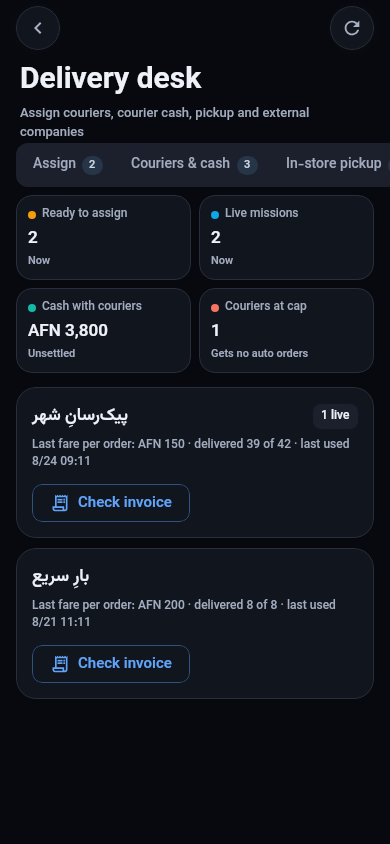 Delivery desk
Assign couriers, courier cash, pickup and external
companies
Assign 2 Couriers & cash 3 In-store pickup
Ready to assign
2
Now
Live missions
2
Now
Cash with couriers
AFN 3,800
Unsettled
Couriers at cap
1
Gets no auto orders
پیک‌رسانِ شهر
1 live
Last fare per order: AFN 150 · delivered 39 of 42 · last used
8/24 09:11
Check invoice
بارِ سریع
Last fare per order: AFN 200 · delivered 8 of 8 · last used
8/21 11:11
Check invoice